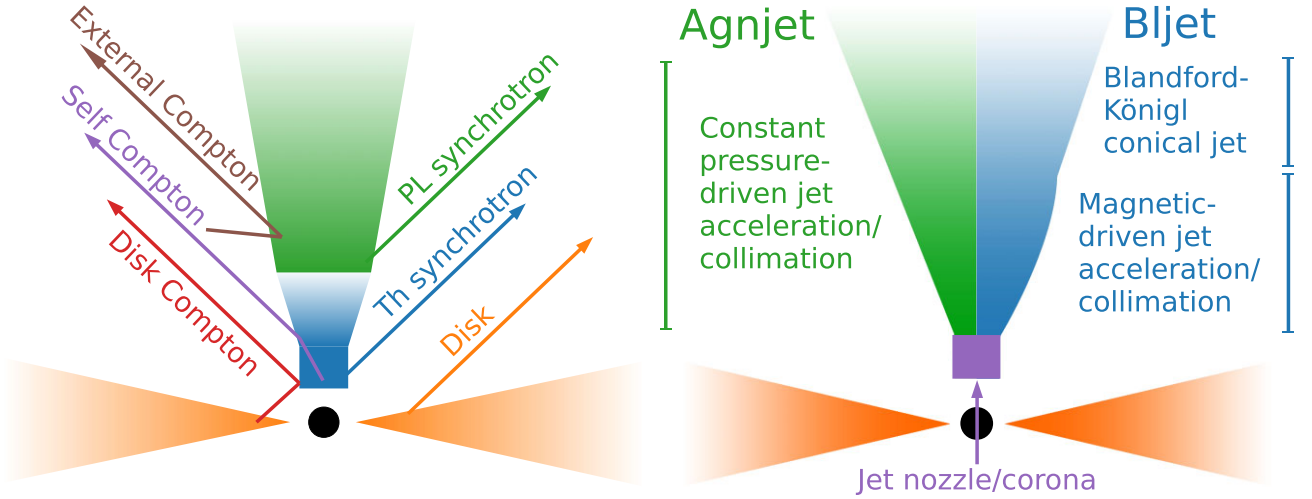 External Compton
Self Compton
Disk Compton
PL synchrotron
Th synchrotron
Disk
Agnjet
Constant
pressure-
driven jet
acceleration/
collimation
Bljet
Blandford-
Königl
conical jet
Magnetic-
driven jet
acceleration/
collimation
Jet nozzle/corona